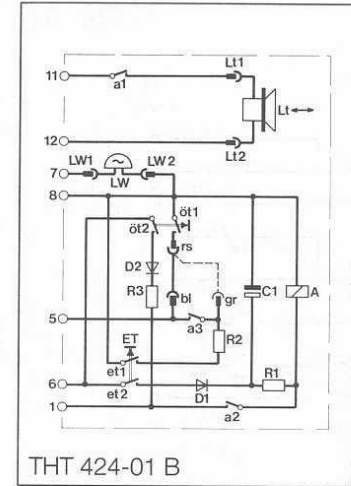 11
a1
Lt1
Lt
12
Lt2
7
LW1
LW
LW2
8
öt2
öt1
rs
D2
R3
bl
gr
C1
A
5
a3
R2
ET
et1
6
et2
D1
R1
1
a2
THT 424-01 B